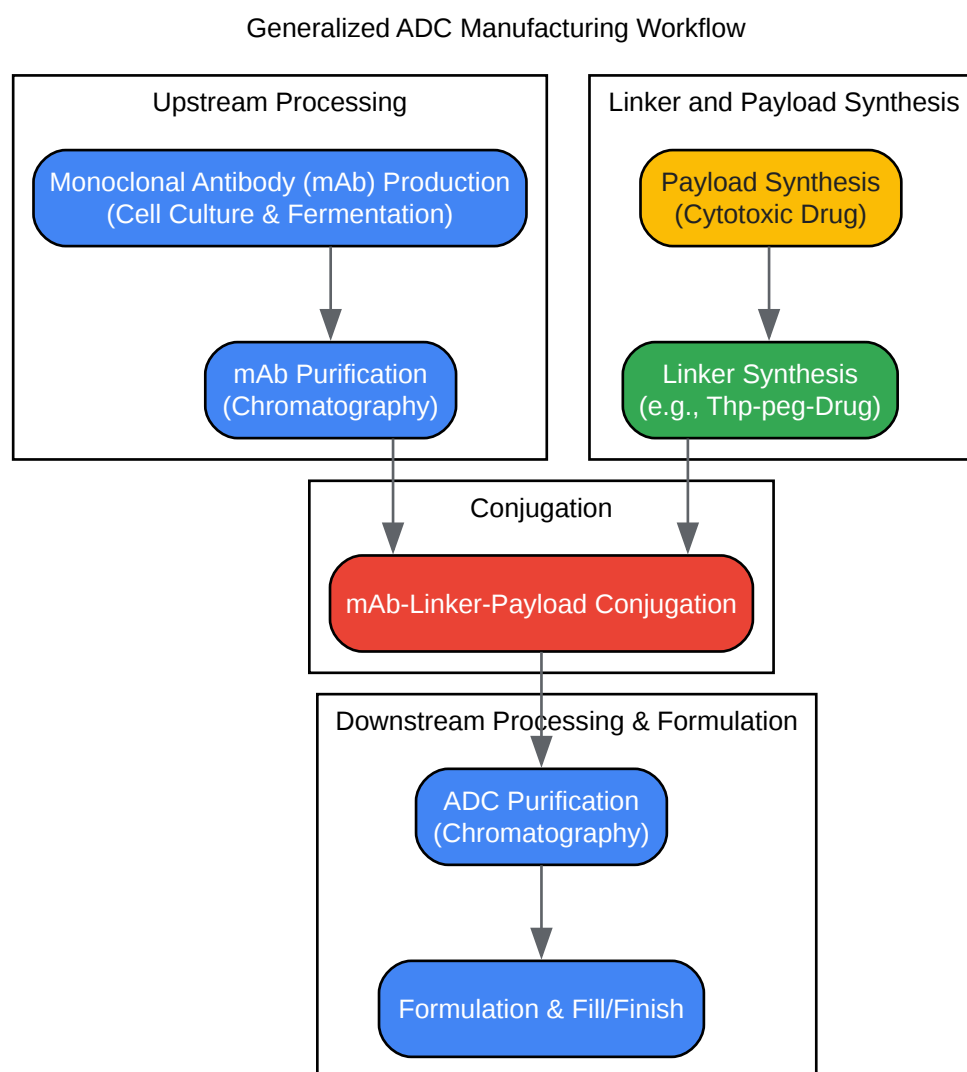 Generalized ADC Manufacturing Workflow
Upstream Processing
Monoclonal Antibody (mAb) Production
(Cell Culture & Fermentation)
mAb Purification
(Chromatography)
Linker and Payload Synthesis
Payload Synthesis
(Cytotoxic Drug)
Linker Synthesis
(e.g., Thp-peg-Drug)
Conjugation
mAb-Linker-Payload Conjugation
Downstream Processing & Formulation
ADC Purification
(Chromatography)
Formulation & Fill/Finish